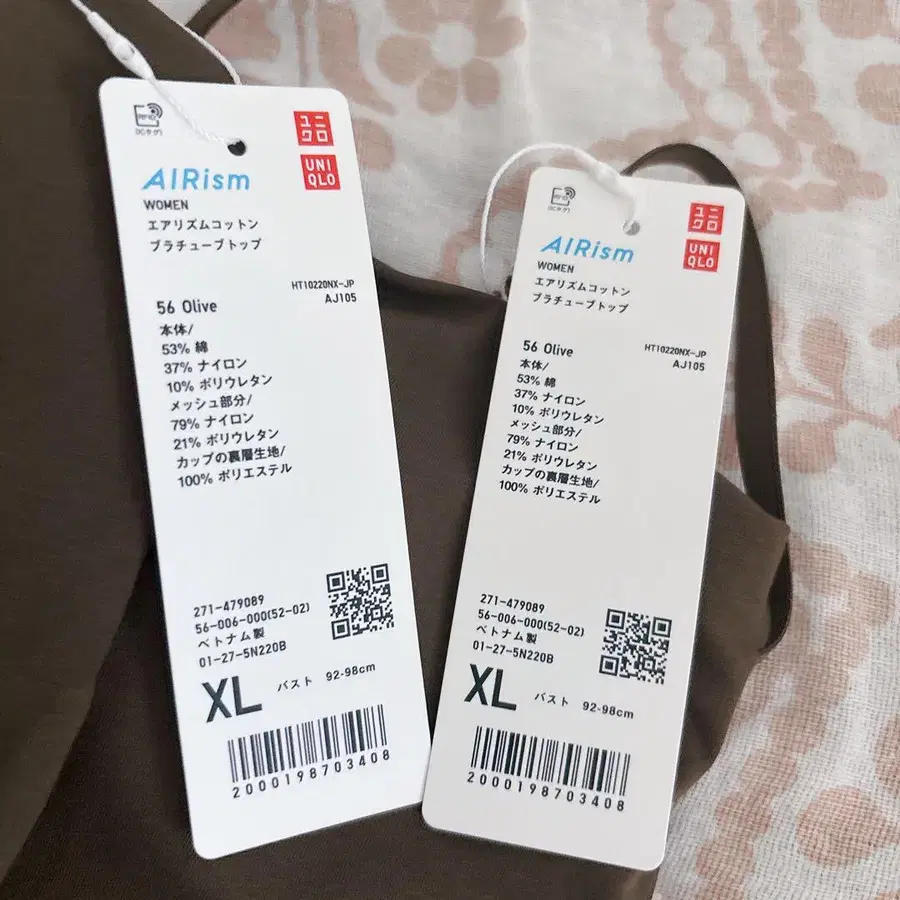 RFID
(ICタグ)
ユニ
クロ
UNI
QLO
AIRism
WOMEN
エアリズムコットン
ブラチューブトップ
HT10220NX-JP
AJ105
56 Olive
本体/
53% 綿
37% ナイロン
10% ポリウレタン
メッシュ部分/
79% ナイロン
21% ポリウレタン
カップの裏層生地/
100% ポリエステル
271-479089
56-006-000(52-02)
ベトナム製
01-27-5N220B
XL バスト 92-98cm
2000198703408
RFID
(ICタグ)
ユニ
クロ
UNI
QLO
AIRism
WOMEN
エアリズムコットン
ブラチューブトップ
HT10220NX-JP
AJ105
56 Olive
本体/
53% 綿
37% ナイロン
10% ポリウレタン
メッシュ部分/
79% ナイロン
21% ポリウレタン
カップの裏層生地/
100% ポリエステル
271-479089
56-006-000(52-02)
ベトナム製
01-27-5N220B
XL バスト 92-98cm
2000198703408